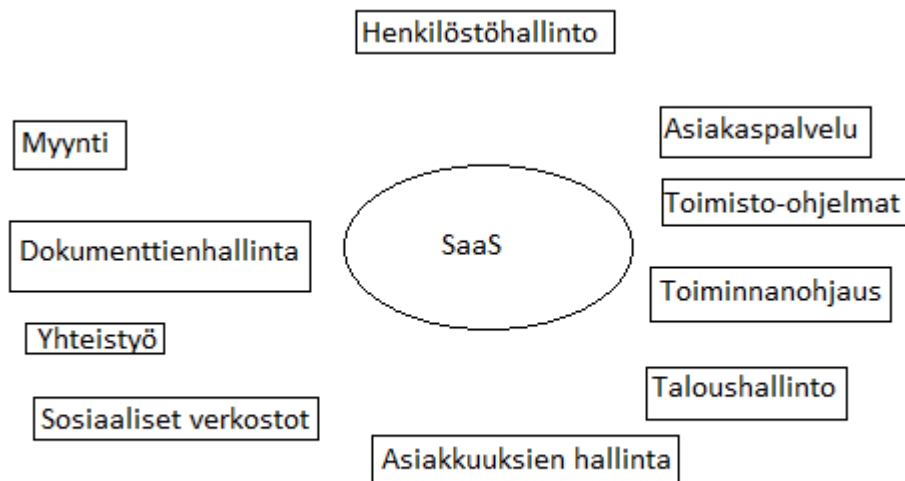 Henkilöstöhallinto
Myynti
Asiakaspalvelu
Toimisto-ohjelmat
Dokumenttienhallinta
SaaS
Toiminnanohjaus
Yhteistyö
Taloushallinto
Sosiaaliset verkostot
Asiakkuuksien hallinta